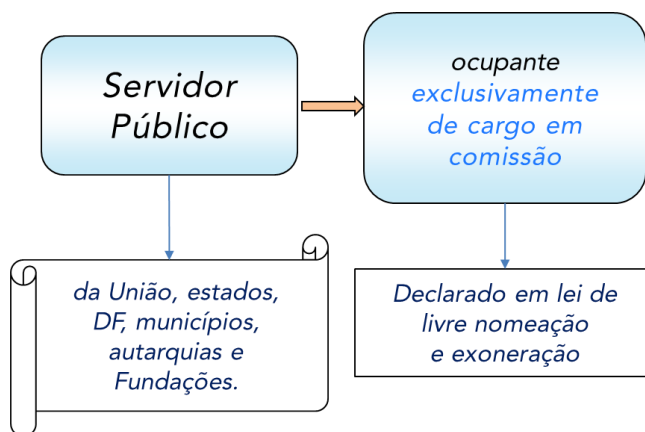 Servidor
Público
ocupante
exclusivamente
de cargo em
comissão
da União, estados,
DF, municípios,
autarquias e
Fundações.
Declarado em lei de
livre nomeação
e exoneração